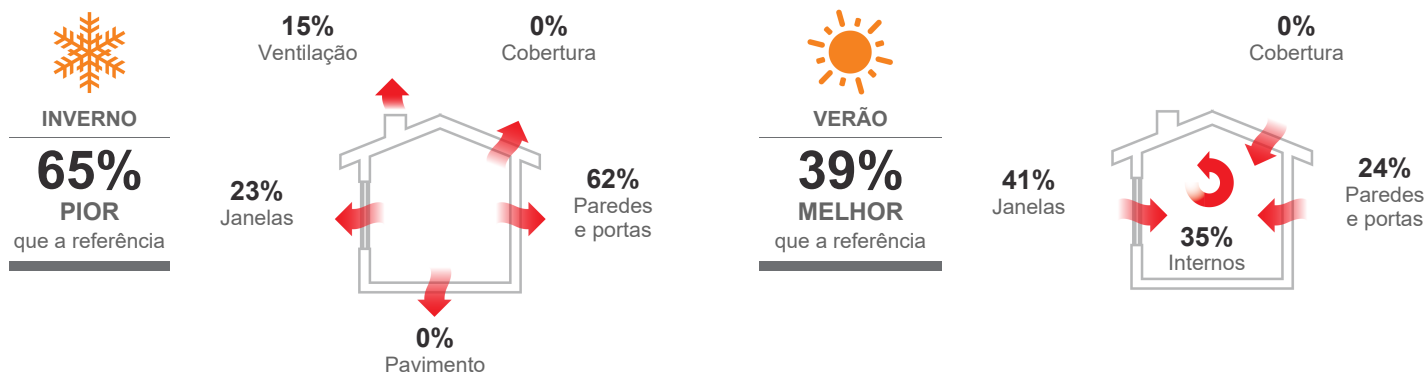 INVERNO
65%
PIOR
que a referência
15%
Ventilação
0%
Cobertura
23%
Janelas
62%
Paredes
e portas
0%
Pavimento
VERÃO
39%
MELHOR
que a referência
0%
Cobertura
41%
Janelas
24%
Paredes
e portas
35%
Internos